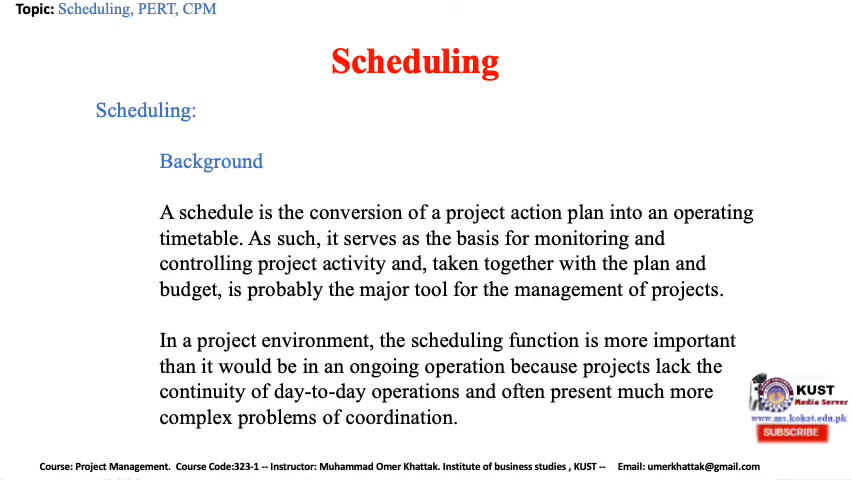 Topic: Scheduling, PERT, CPM
Scheduling
Scheduling:
Background
A schedule is the conversion of a project action plan into an operating
timetable. As such, it serves as the basis for monitoring and
controlling project activity and, taken together with the plan and
budget, is probably the major tool for the management of projects.
In a project environment, the scheduling function is more important
than it would be in an ongoing operation because projects lack the
continuity of day-to-day operations and often present much more
complex problems of coordination.
KUST
Media Server
www.ms.kohat.edu.pk
SUBSCRIBE
Course: Project Management. Course Code:323-1 -- Instructor: Muhammad Omer Khattak. Institute of business studies , KUST -- Email: umerkhattak@gmail.com